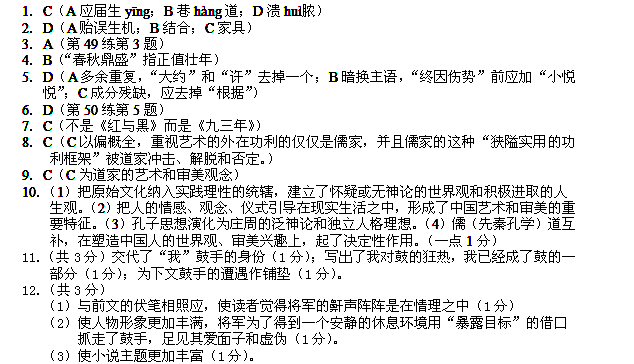 1. C（A 应届生 yīng；B 巷 hàng 道；D 溃 huì脓）
2. D（A 贻误生机；B 结合；C 家具）
3. A（第 49 练第 3 题）
4. B（“春秋鼎盛”指正值壮年）
5. D（A 多余重复，“大约”和“许”去掉一个；B 暗换主语，“终因伤势”前应加“小悦
悦”；C 成分残缺，应去掉“根据”）
6. D（第 50 练第 5 题）
7. C（不是《红与黑》而是《九三年》）
8. C（C 以偏概全，重视艺术的外在功利的仅仅是儒家，并且儒家的这种“狭隘实用的功
利框架”被道家冲击、解脱和否定。）
9. C（C 为道家的艺术和审美观念）
10.（1）把原始文化纳入实践理性的统辖，建立了怀疑或无神论的世界观和积极进取的人
生观。（2）把人的情感、观念、仪式引导在现实生活之中，形成了中国艺术和审美的重
要特征。（3）孔子思想演化为庄周的泛神论和独立人格理想。（4）儒（先秦孔学）道互
补，在塑造中国人的世界观、审美兴趣上，起了决定性作用。（一点 1 分）
11.（共 3 分）交代了“我”鼓手的身份（1 分）；写出了我对鼓的狂热，我已经成了鼓的一
部分（1 分）；为下文鼓手的遭遇作铺垫（1 分）。
12.（共 3 分）
（1）与前文的伏笔相照应，使读者觉得将军的鼾声阵阵是在情理之中（1 分）
（2）使人物形象更加丰满，将军为了得到一个安静的休息环境用“暴露目标”的借口
抓走了鼓手，足见其爱面子和虚伪（1 分）
（3）使小说主题更加丰富（1 分）。